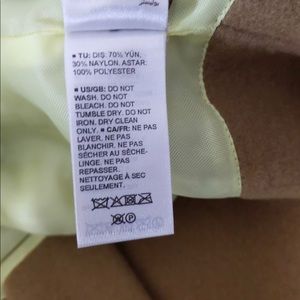 ■ TU: DIŞ. 70% YÜN,
30% NAYLON, ASTAR:
100% POLYESTER
■ US/GB: DO NOT
WASH. DO NOT
BLEACH. DO NOT
TUMBLE DRY. DO NOT
IRON. DRY CLEAN
ONLY. ■ CA/FR: NE PAS
LAVER. NE PAS
BLANCHIR. NE PAS
SÉCHER AU SÈCHE-
LINGE. NE PAS
REPASSER.
NETTOYAGE À SEC
SEULEMENT.
P